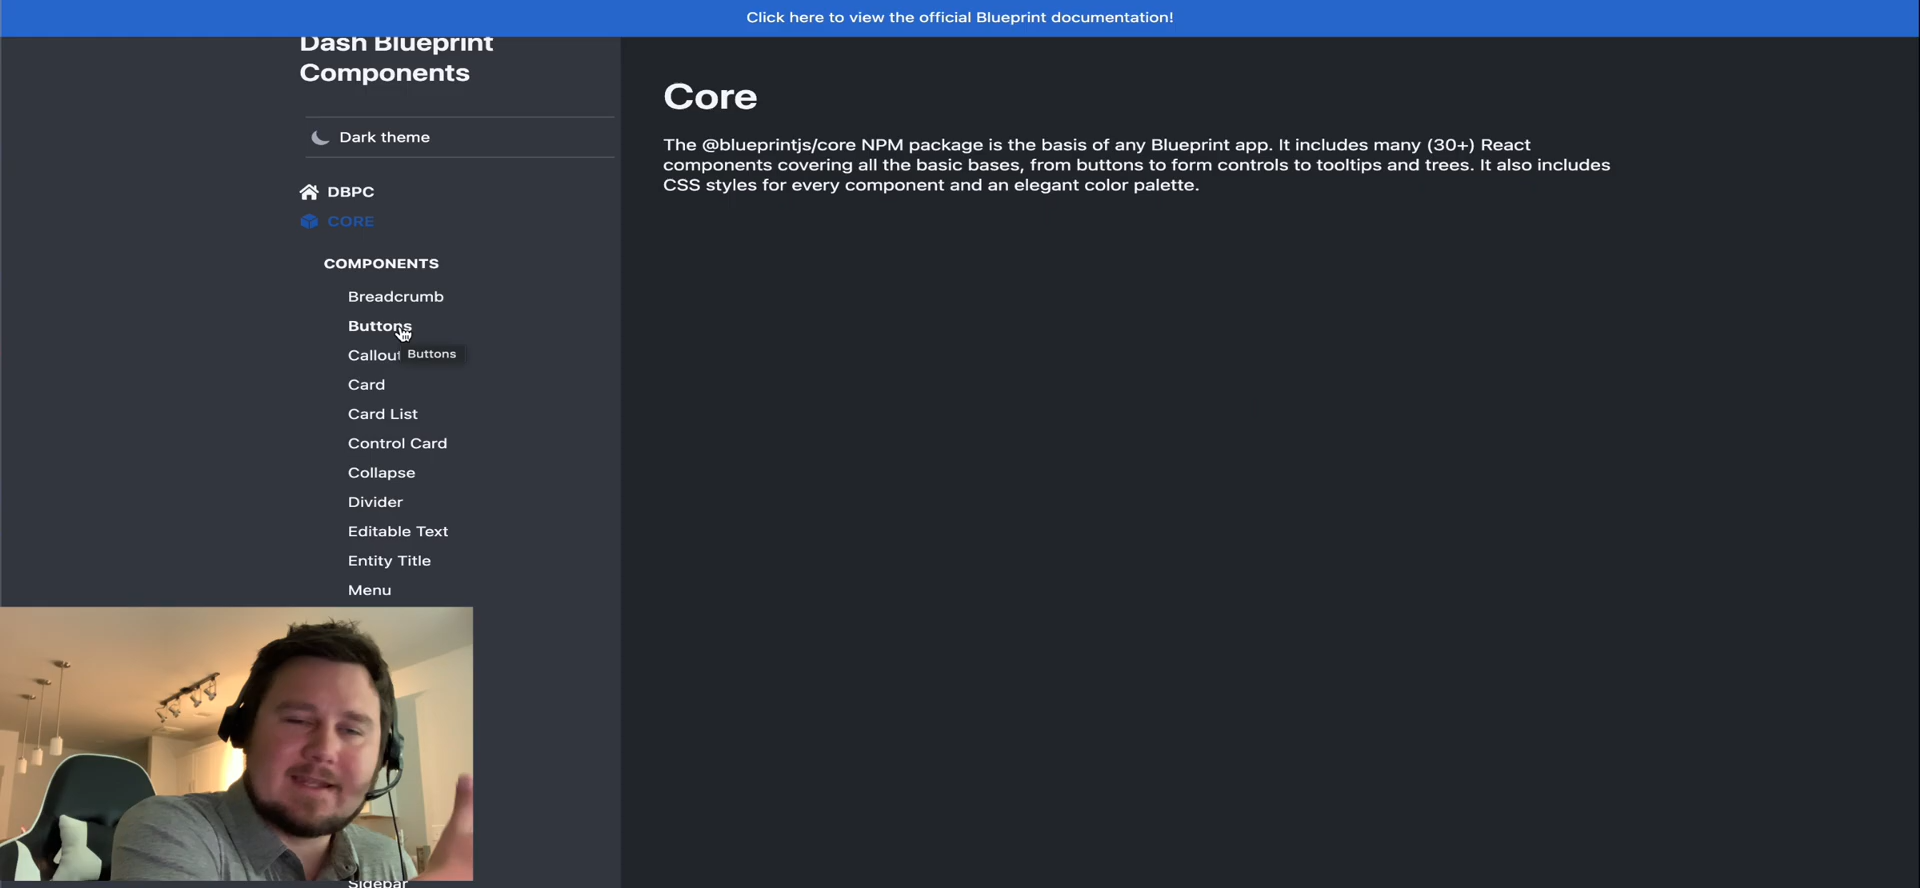 Click here to view the official Blueprint documentation!
Dash Blueprint
Components
Dark theme
DBPC
CORE
COMPONENTS
Breadcrumb
Buttons
Callout
Buttons
Card
Card List
Control Card
Collapse
Divider
Editable Text
Entity Title
Menu
Sidebar
Core
The @blueprintjs/core NPM package is the basis of any Blueprint app. It includes many (30+) React
components covering all the basic bases, from buttons to form controls to tooltips and trees. It also includes
CSS styles for every component and an elegant color palette.